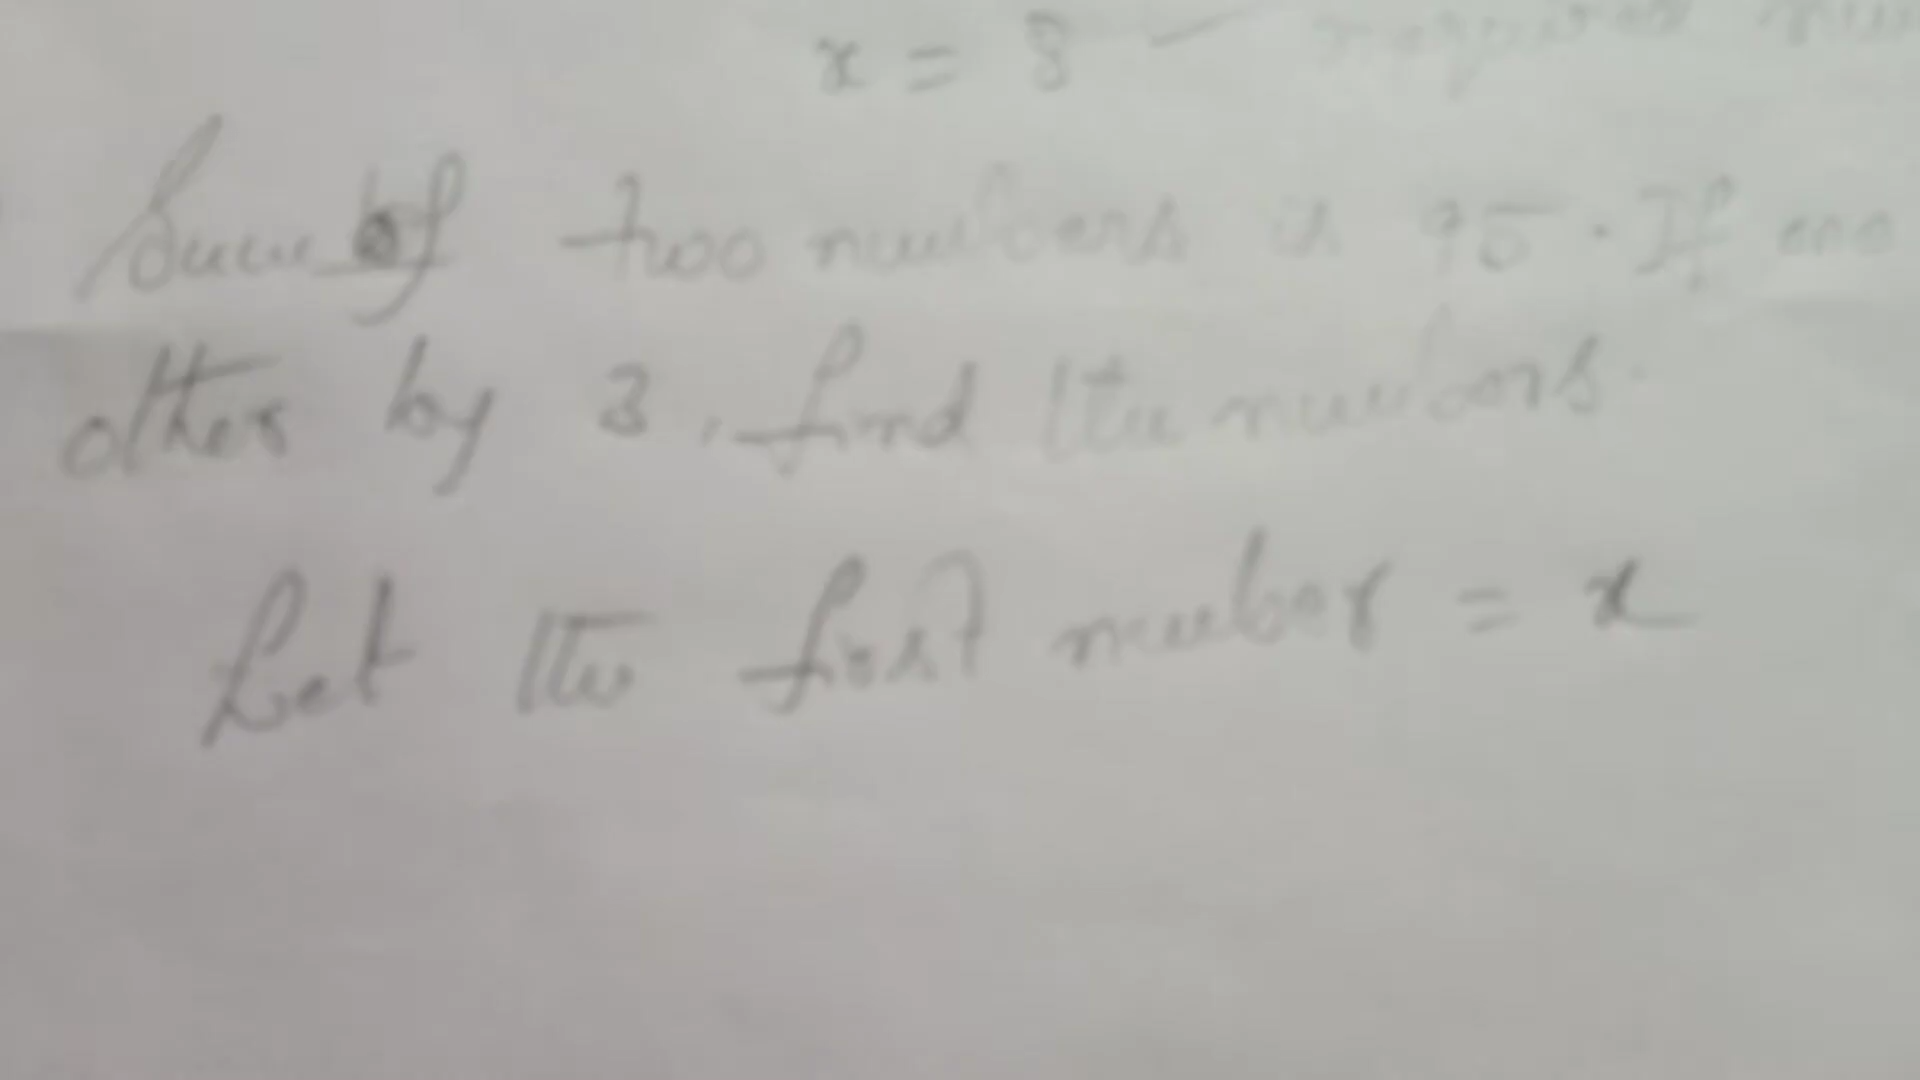 x = 8 - required
Sum of two numbers is 95. If one
other by 3, find the numbers.
Let the first number = x